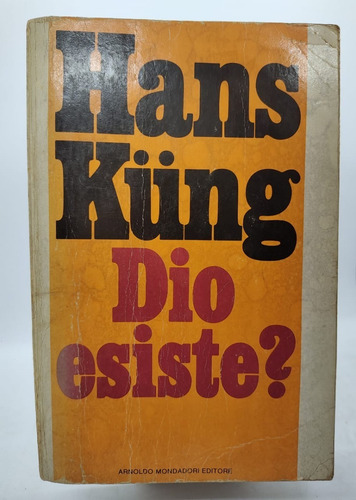 Hans
Küng
Dio
esiste?
ARNOLDO MONDADORI EDITORE